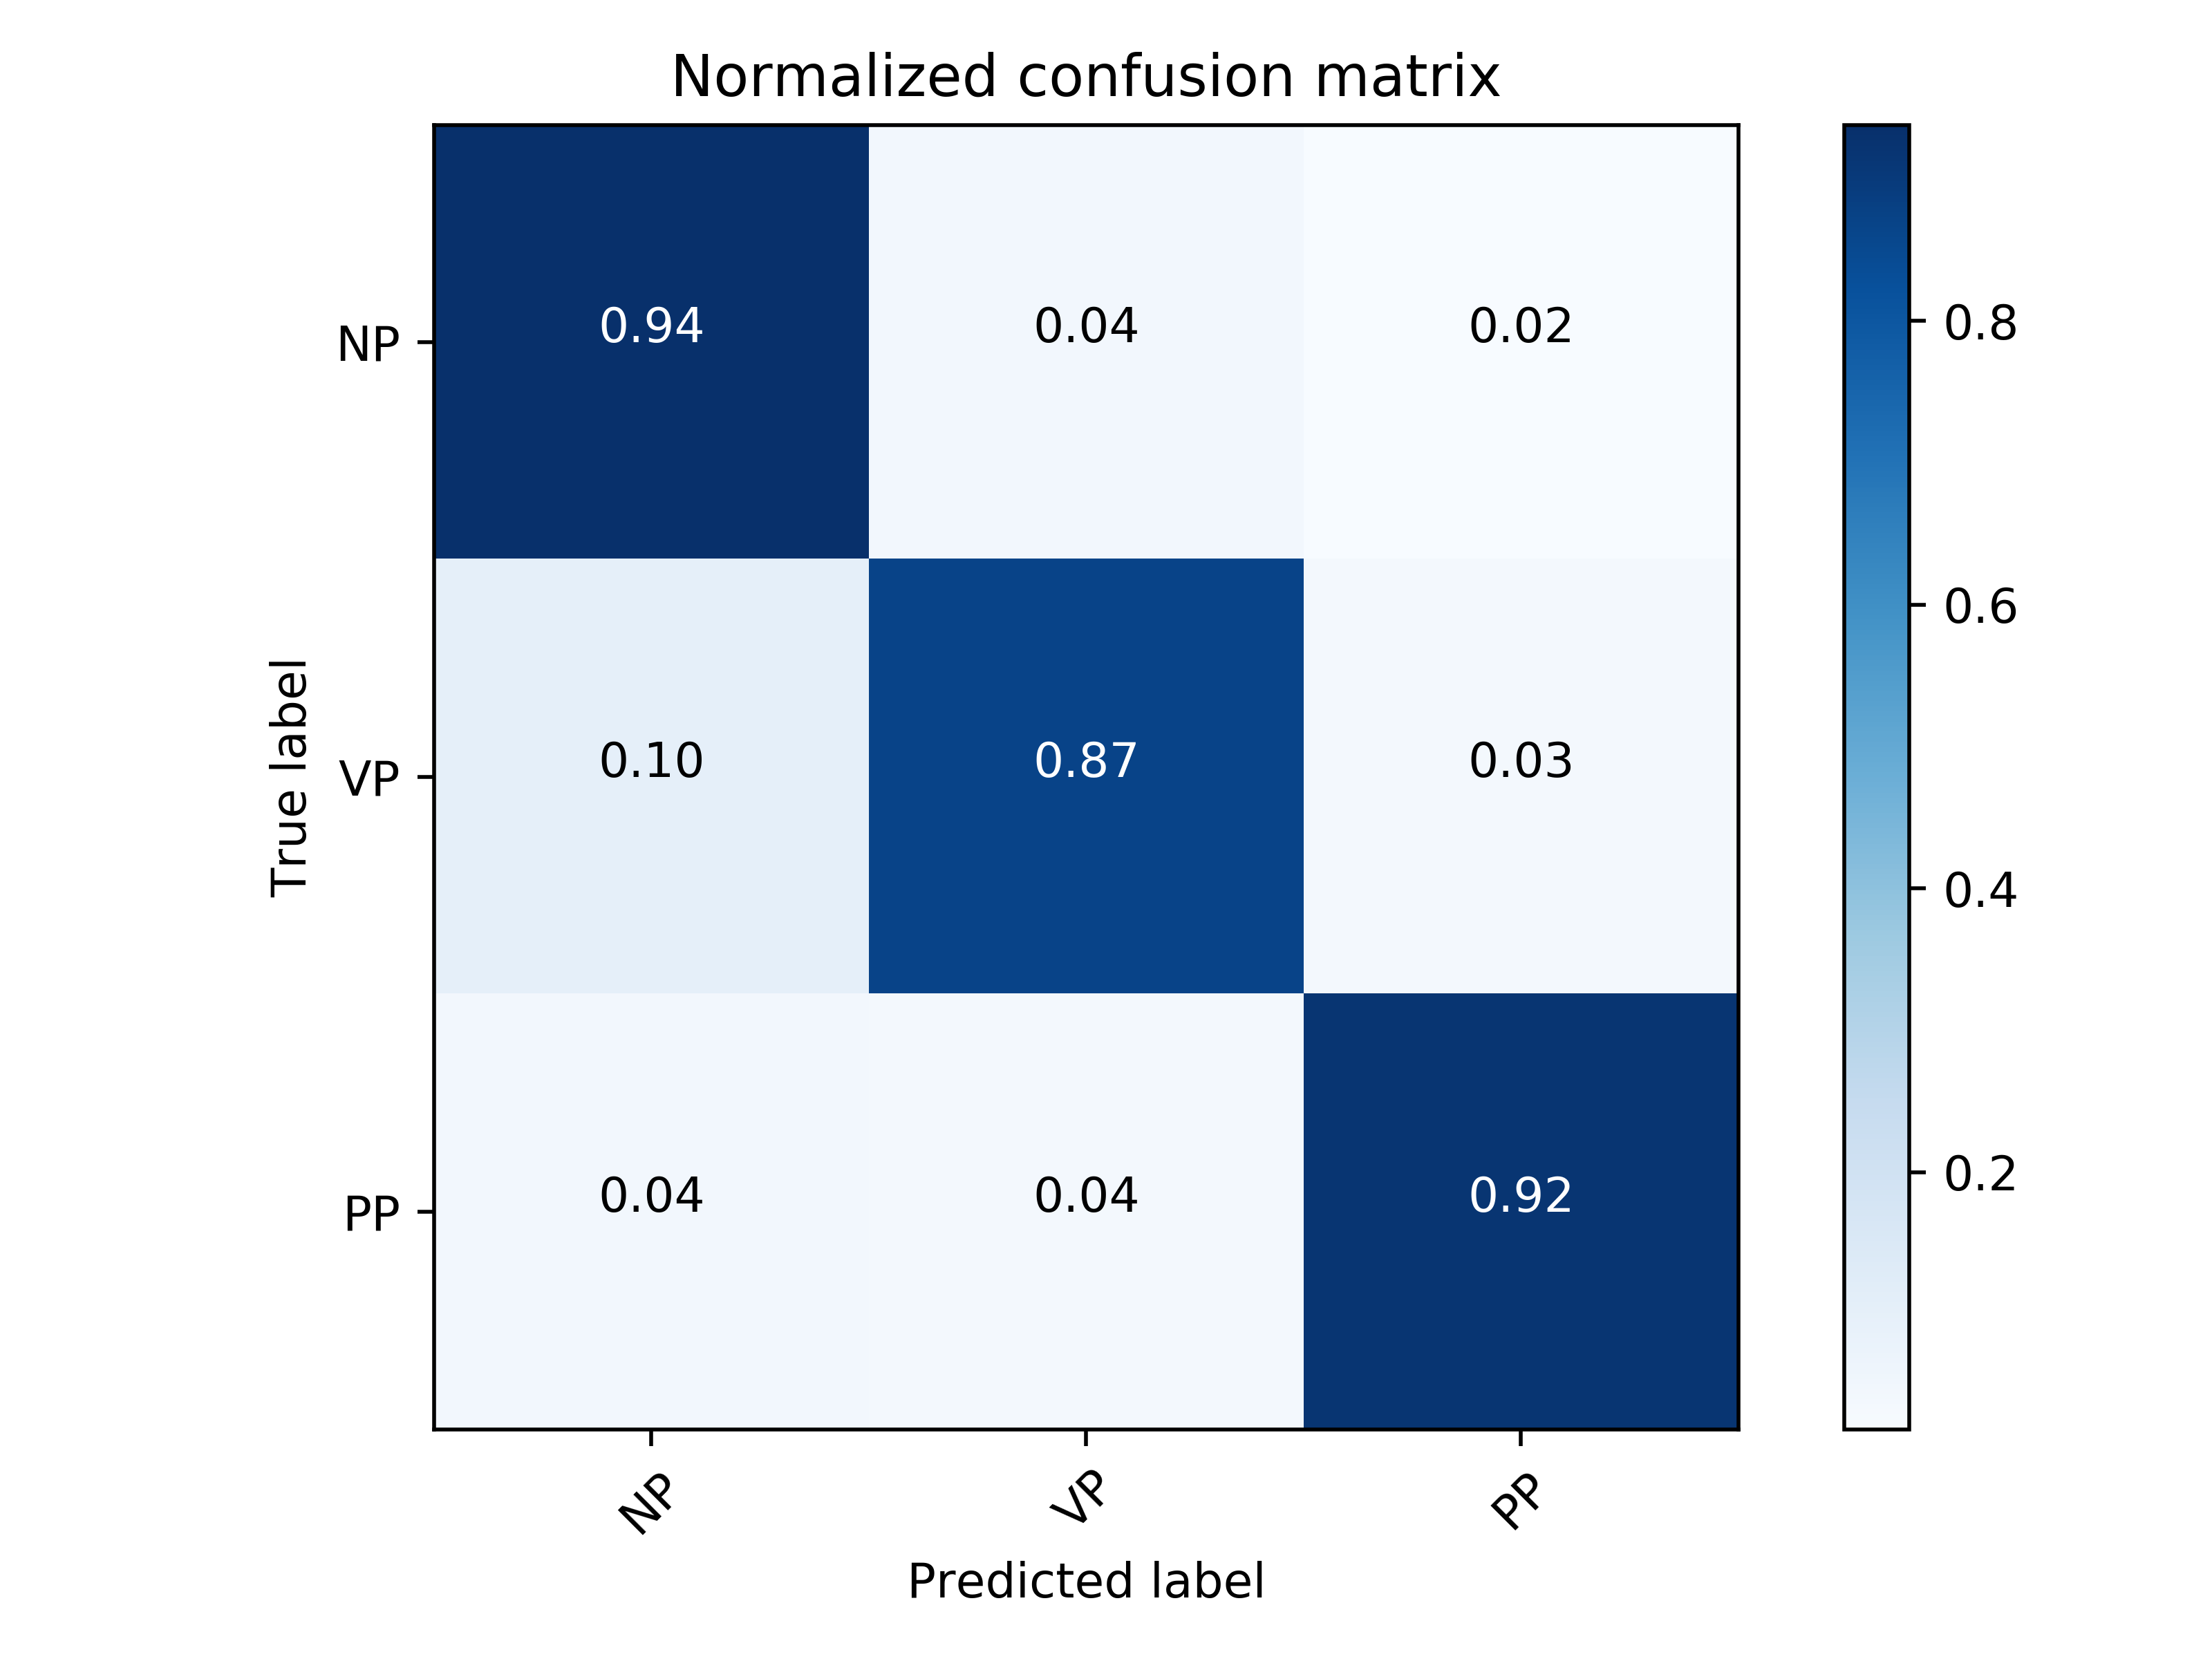 Normalized confusion matrix
NP 0.94 0.04 0.02
VP 0.10 0.87 0.03
PP 0.04 0.04 0.92
True label
NP VP PP
Predicted label
0.8
0.6
0.4
0.2